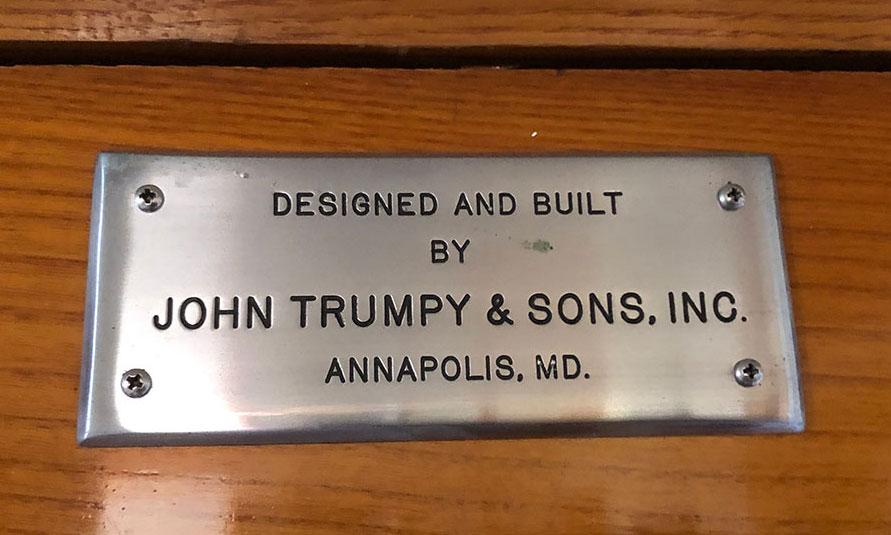 DESIGNED AND BUILT
BY
JOHN TRUMPY & SONS, INC.
ANNAPOLIS, MD.